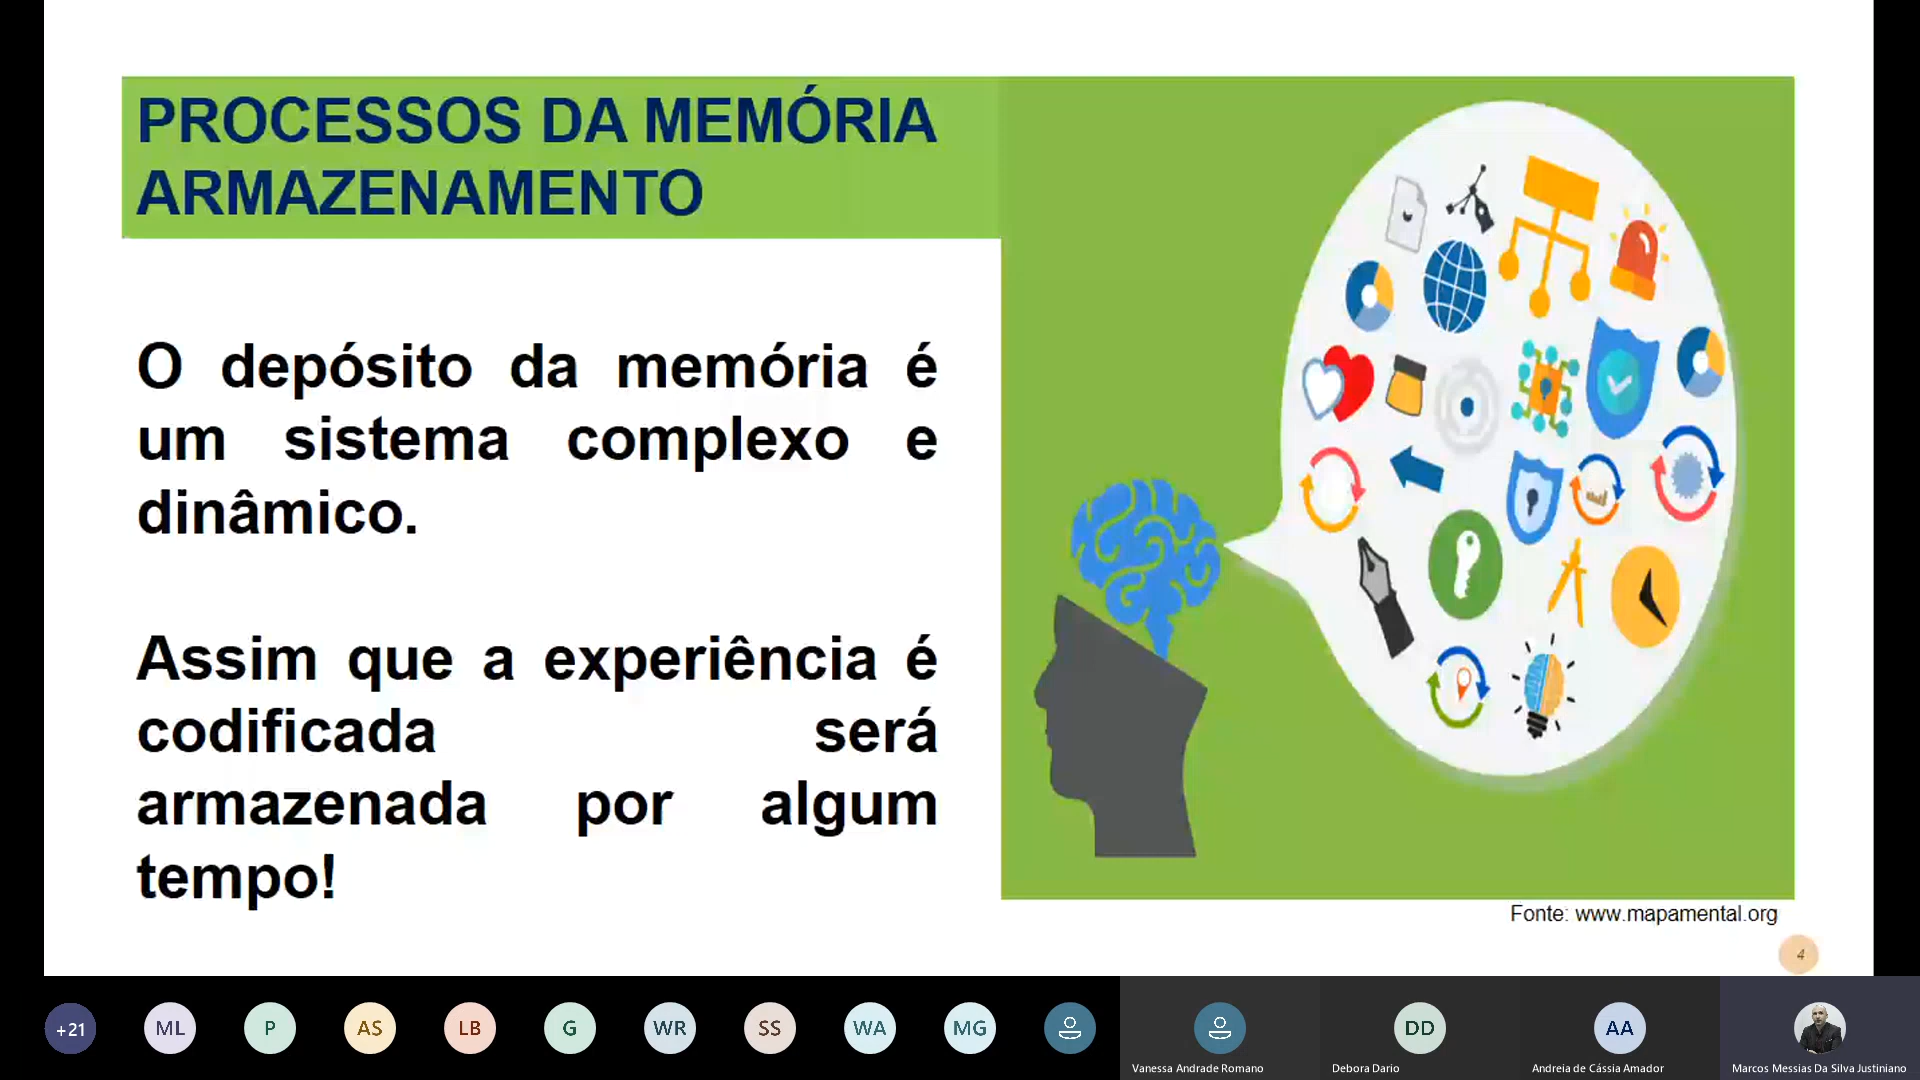 PROCESSOS DA MEMÓRIA
ARMAZENAMENTO
O depósito da memória é
um sistema complexo e
dinâmico.
Assim que a experiência é
codificada será
armazenada por algum
tempo!
Fonte: www.mapamental.org
4
+21
ML
P
AS
LB
G
WR
SS
WA
MG
DD
AA
Vanessa Andrade Romano
Debora Dario
Andreia de Cássia Amador
Marcos Messias Da Silva Justiniano